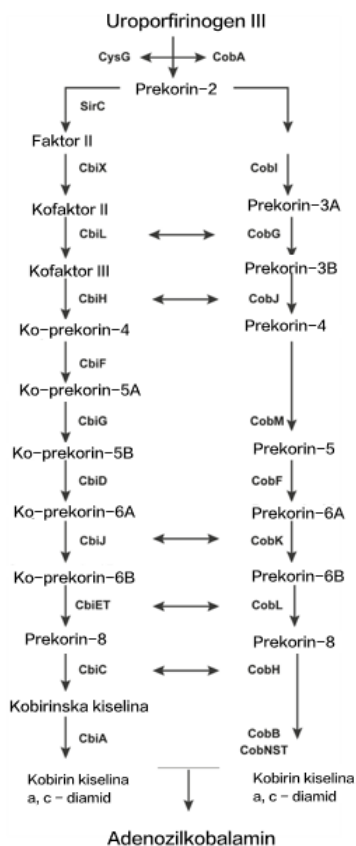 Uroporfirinogen III
CysG CobA
Prekorin-2
SirC
Faktor II
CbiX CobI
Kofaktor II Prekorin-3A
CbiL CobG
Kofaktor III Prekorin-3B
CbiH CobJ
Ko-prekorin-4 Prekorin-4
CbiF
Ko-prekorin-5A
CbiG CobM
Ko-prekorin-5B Prekorin-5
CbiD CobF
Ko-prekorin-6A Prekorin-6A
CbiJ CobK
Ko-prekorin-6B Prekorin-6B
CbiET CobL
Prekorin-8 Prekorin-8
CbiC CobH
Kobirinska kiselina
CbiA CobB
CobNST
Kobirin kiselina Kobirin kiselina
a, c - diamid a, c - diamid
Adenozilkobalamin